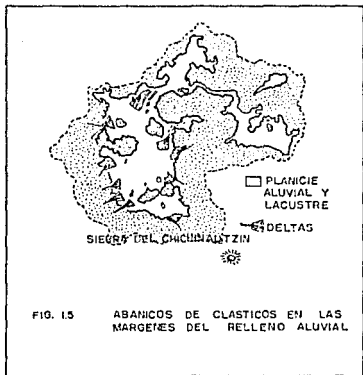 PLANICIE
ALUVIAL Y
LACUSTRE
DELTAS
SIERRA DEL CHICHINAUTZIN
FIG. 1.5 ABANICOS DE CLASTICOS EN LAS
MARGENES DEL RELLENO ALUVIAL